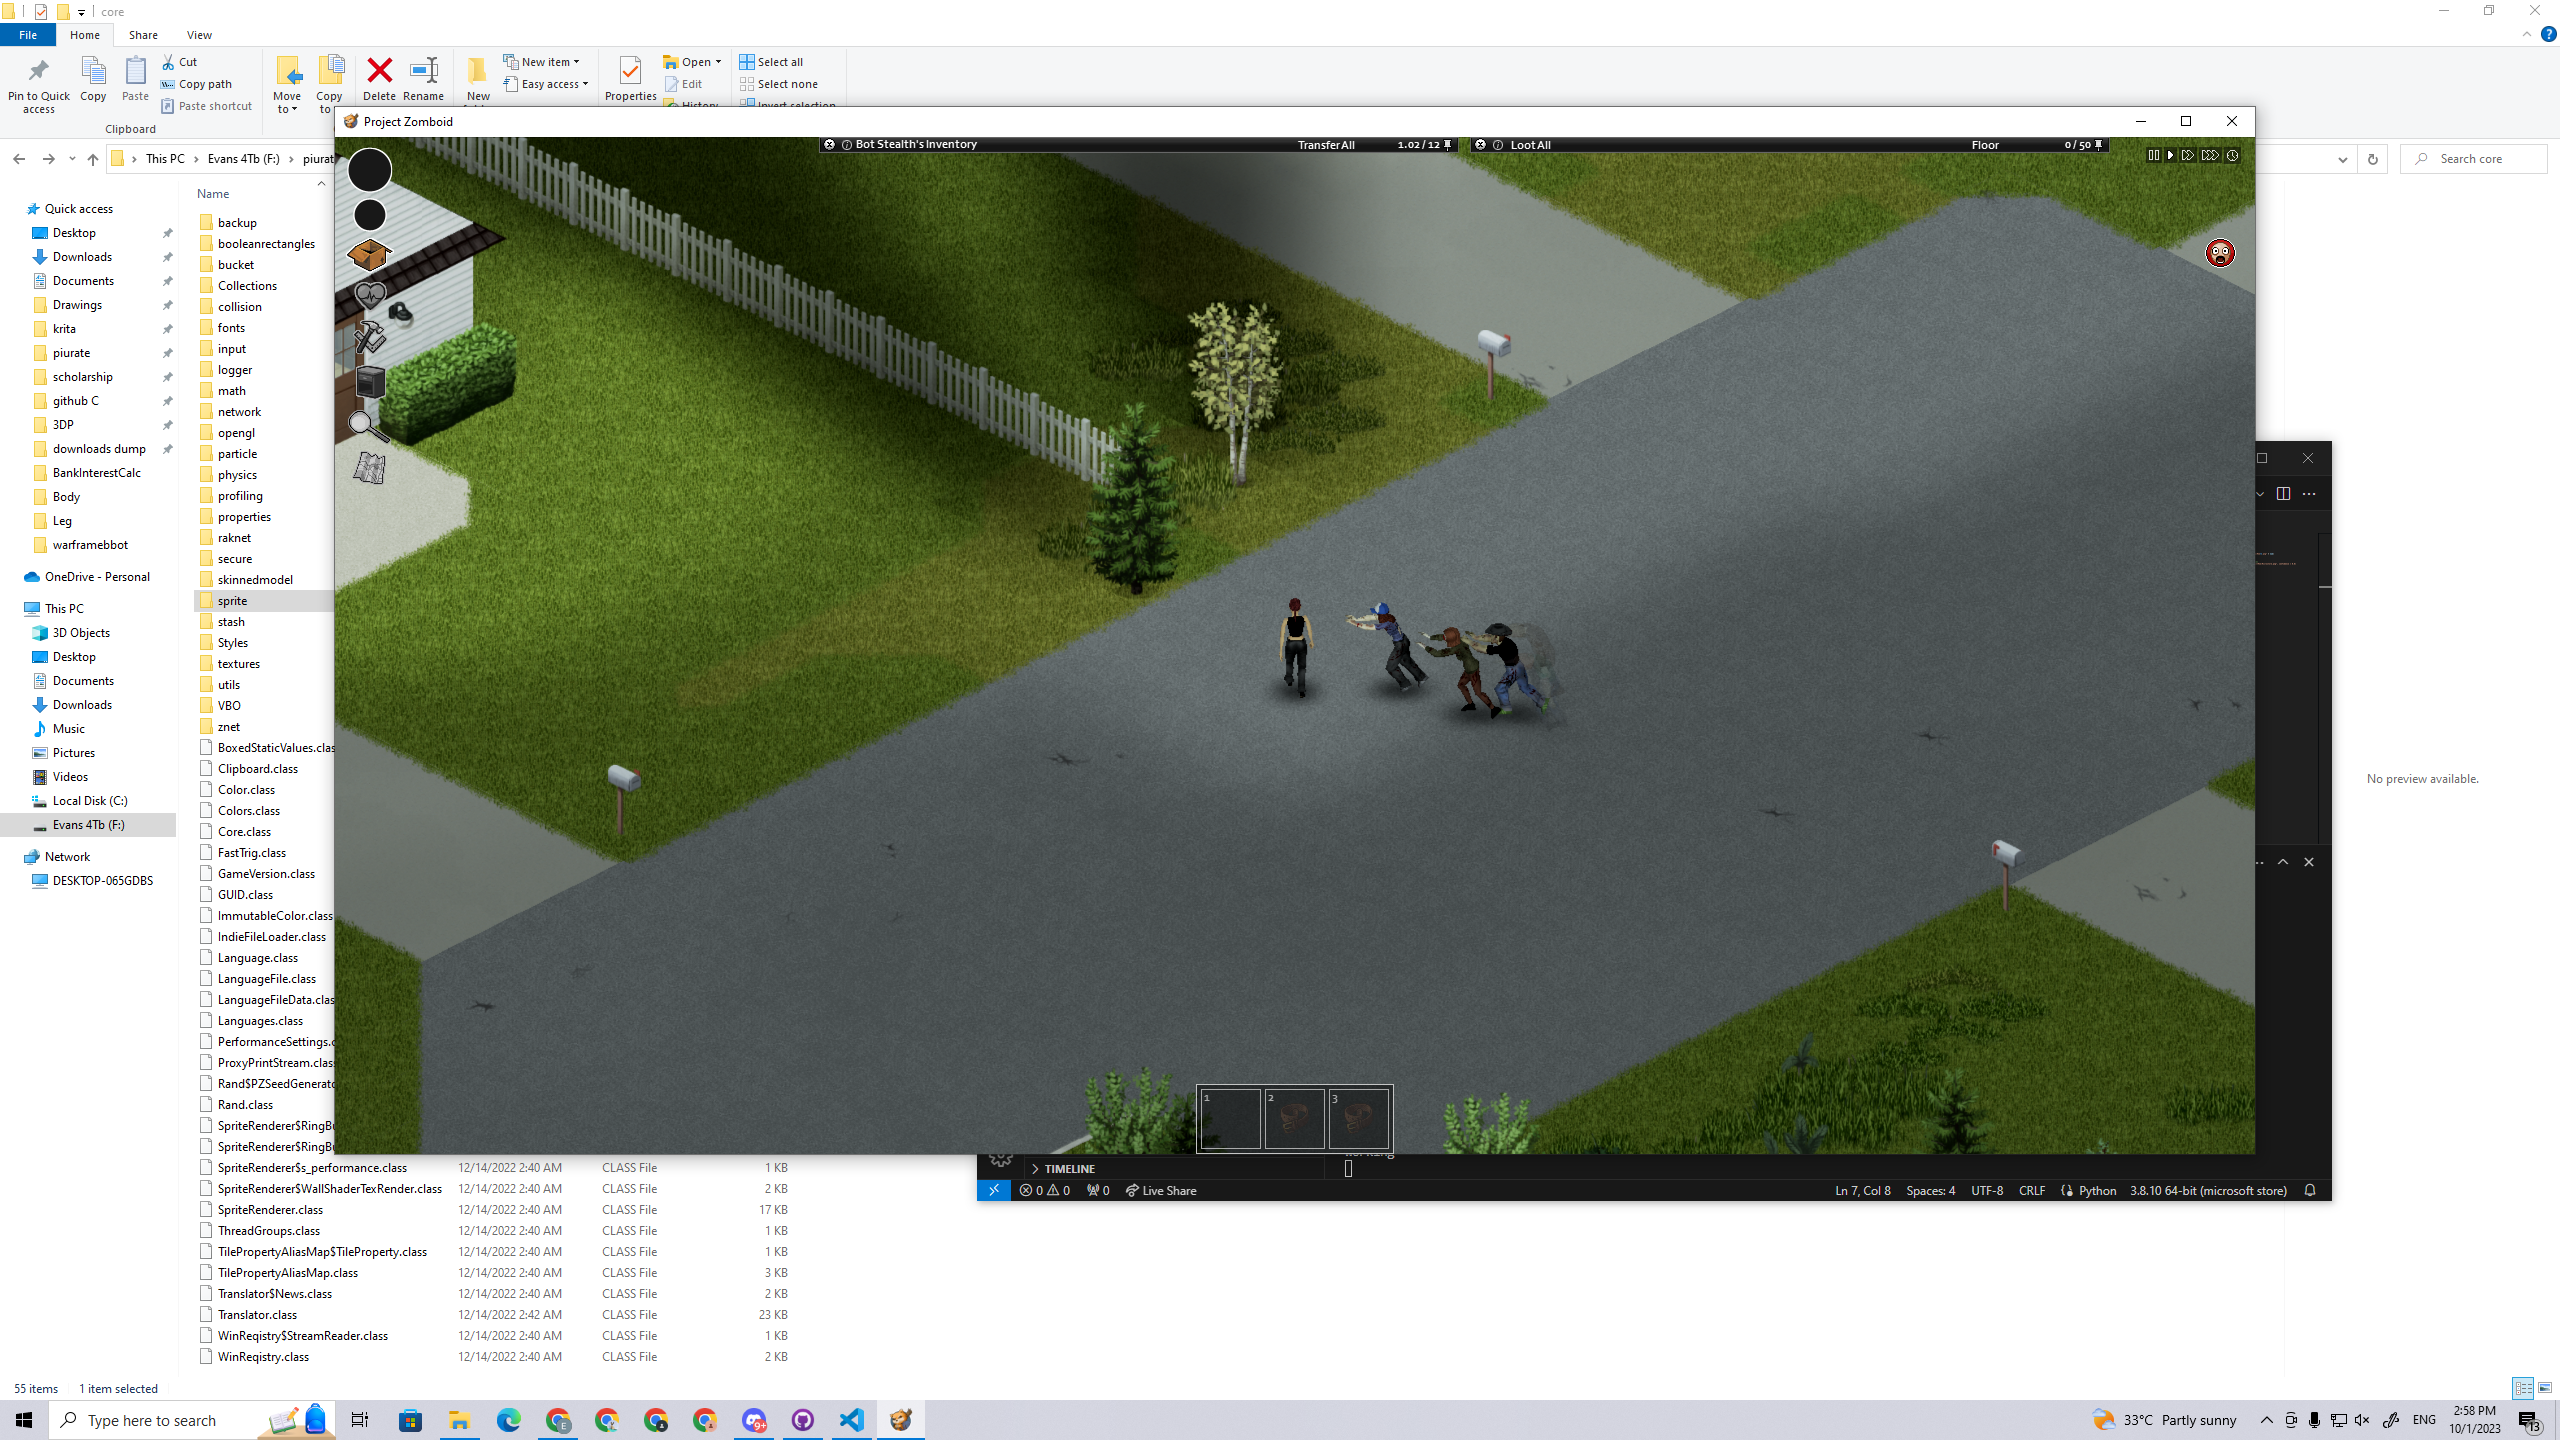 core
File Home Share View
Pin to Quick access
Copy
Paste
Cut
Copy path
Paste shortcut
Clipboard
Move to
Copy to
Delete
Rename
New
New item
Easy access
Properties
Open
Edit
History
Select all
Select none
Invert selection
This PC Evans 4Tb (F:) piurat
Search core
Name
Quick access
Desktop
Downloads
Documents
Drawings
krita
piurate
scholarship
github C
3DP
downloads dump
BankInterestCalc
Body
Leg
warframebbot
OneDrive - Personal
This PC
3D Objects
Desktop
Documents
Downloads
Music
Pictures
Videos
Local Disk (C:)
Evans 4Tb (F:)
Network
DESKTOP-065GDBS
backup
booleanrectangles
bucket
Collections
collision
fonts
input
logger
math
network
opengl
particle
physics
profiling
properties
raknet
secure
skinnedmodel
sprite
stash
Styles
textures
utils
VBO
znet
BoxedStaticValues.clas
Clipboard.class
Color.class
Colors.class
Core.class
FastTrig.class
GameVersion.class
GUID.class
ImmutableColor.class
IndieFileLoader.class
Language.class
LanguageFile.class
LanguageFileData.clas
Languages.class
PerformanceSettings.c
ProxyPrintStream.class
Rand$PZSeedGenerato
Rand.class
SpriteRenderer$RingBu
SpriteRenderer$RingBu
SpriteRenderer$s_performance.class 12/14/2022 2:40 AM CLASS File 1 KB
SpriteRenderer$WallShaderTexRender.class 12/14/2022 2:40 AM CLASS File 2 KB
SpriteRenderer.class 12/14/2022 2:40 AM CLASS File 17 KB
ThreadGroups.class 12/14/2022 2:40 AM CLASS File 1 KB
TilePropertyAliasMap$TileProperty.class 12/14/2022 2:40 AM CLASS File 1 KB
TilePropertyAliasMap.class 12/14/2022 2:40 AM CLASS File 3 KB
Translator$News.class 12/14/2022 2:40 AM CLASS File 2 KB
Translator.class 12/14/2022 2:42 AM CLASS File 23 KB
WinReqistry$StreamReader.class 12/14/2022 2:40 AM CLASS File 1 KB
WinReqistry.class 12/14/2022 2:40 AM CLASS File 2 KB
55 items 1 item selected
Project Zomboid
Bot Stealth's Inventory Transfer All 1.02 / 12
Loot All Floor 0 / 50
1 2 3
No preview available.
TIMELINE
0 0 0 Live Share
Ln 7, Col 8 Spaces: 4 UTF-8 CRLF Python 3.8.10 64-bit (microsoft store)
Type here to search
E
9+
33°C Partly sunny
ENG
2:58 PM
10/1/2023
13